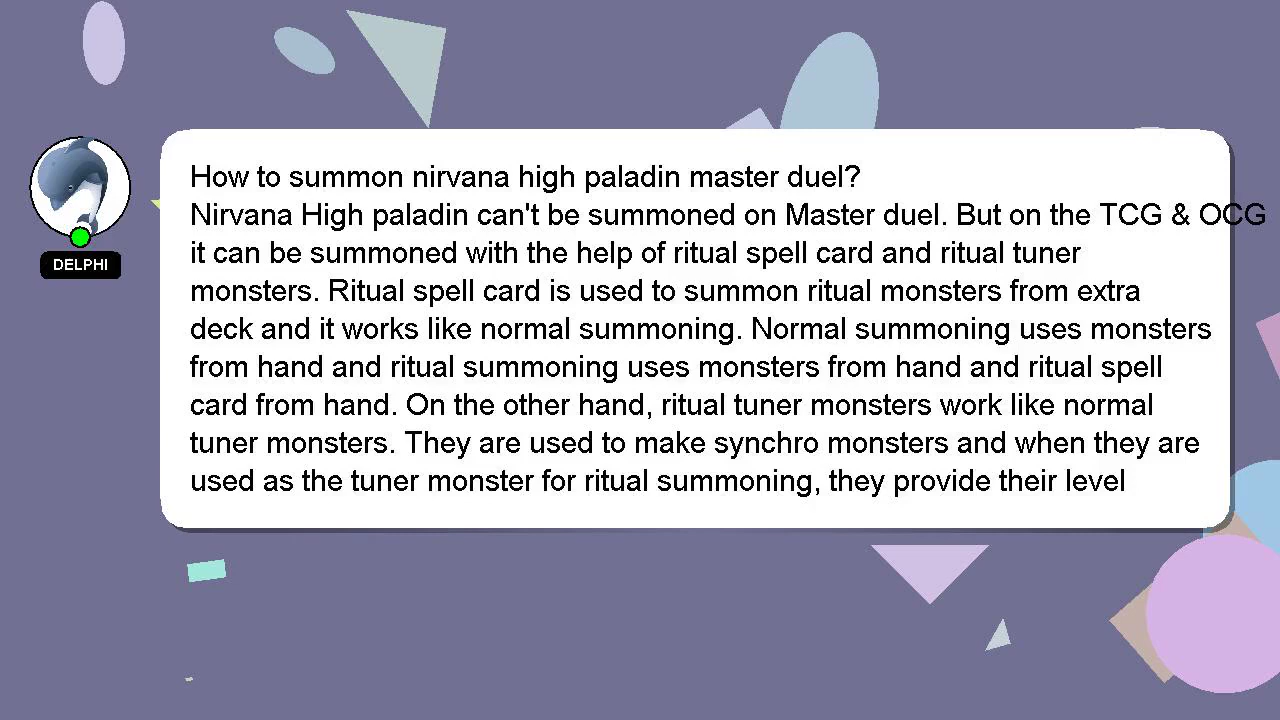 How to summon nirvana high paladin master duel?
Nirvana High paladin can't be summoned on Master duel. But on the TCG & OCG
it can be summoned with the help of ritual spell card and ritual tuner
monsters. Ritual spell card is used to summon ritual monsters from extra
deck and it works like normal summoning. Normal summoning uses monsters
from hand and ritual summoning uses monsters from hand and ritual spell
card from hand. On the other hand, ritual tuner monsters work like normal
tuner monsters. They are used to make synchro monsters and when they are
used as the tuner monster for ritual summoning, they provide their level
DELPHI